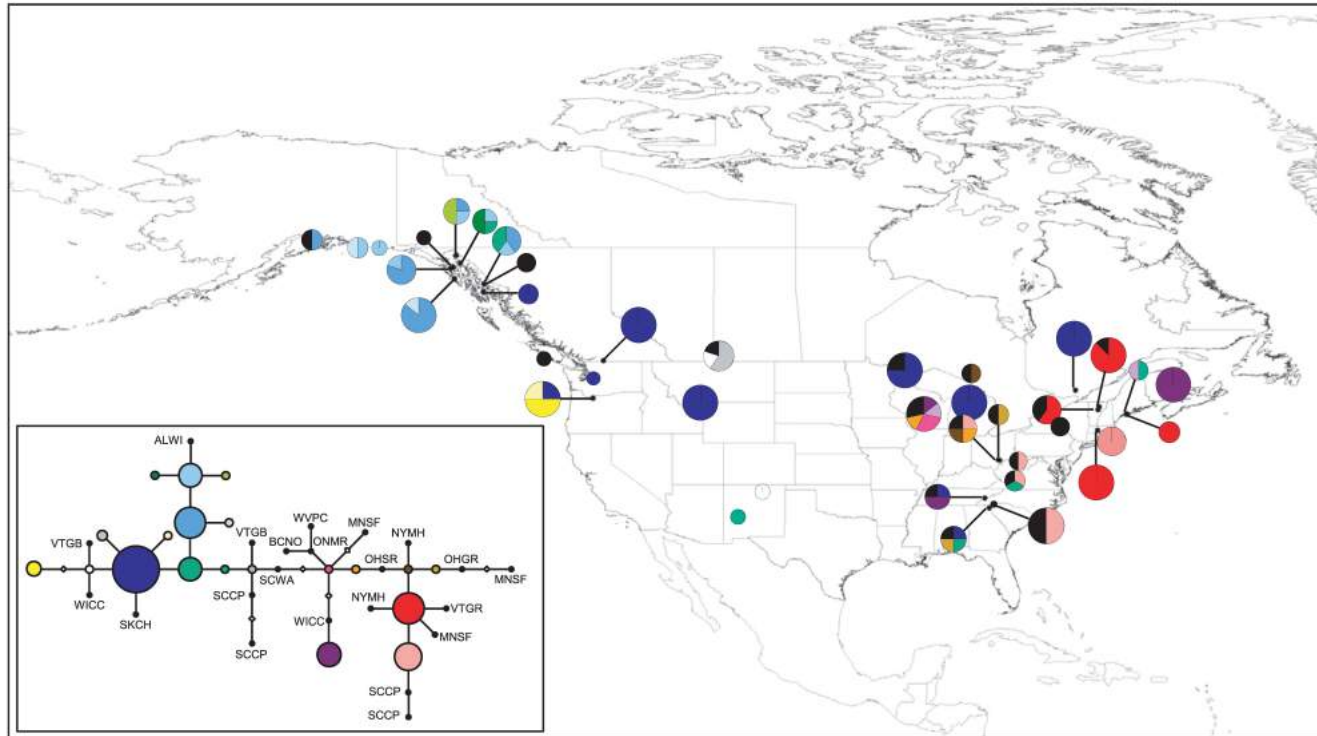 ALWI
VTGB
WICC
SKCH
VTGB
SCCP
SCCP
SCWA
BCNO
WVPC
ONMR
MNSF
WICC
OHSR
NYMH
OHGR
MNSF
NYMH
VTGR
MNSF
SCCP
SCCP